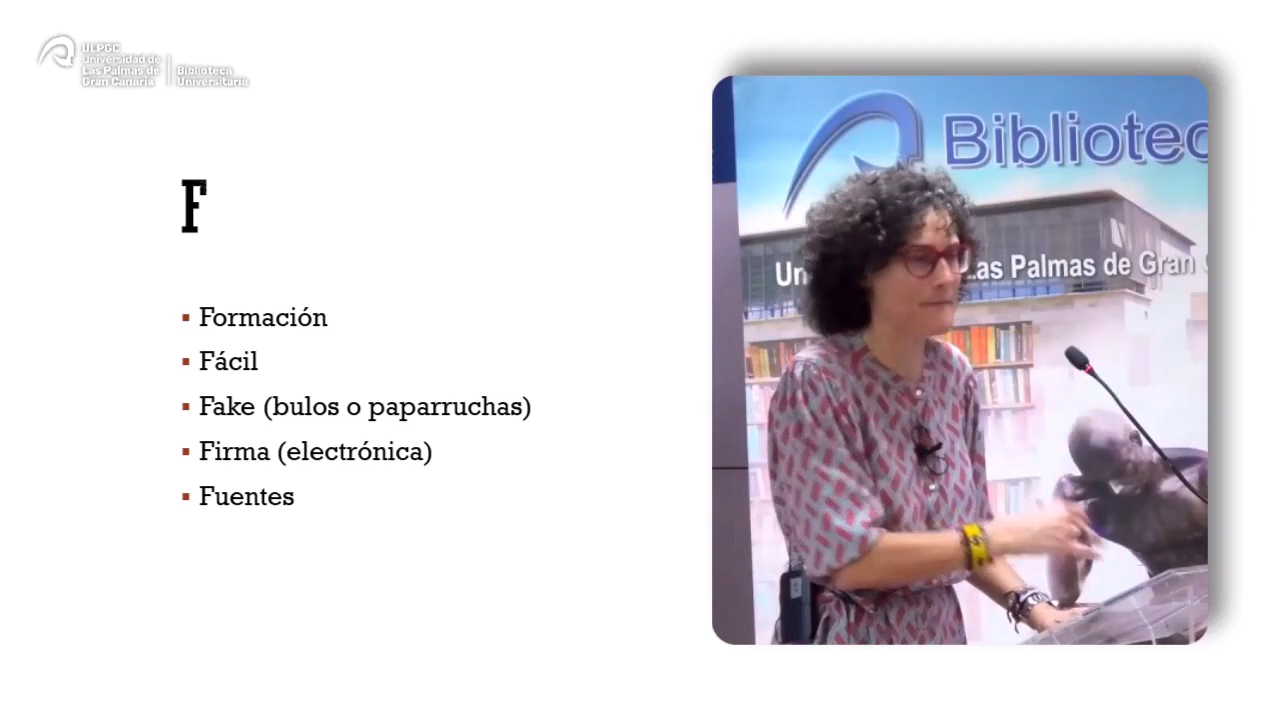 ULPGC
Universidad de
Las Palmas de
Gran Canaria
Biblioteca
Universitaria
F
Formación
Fácil
Fake (bulos o paparruchas)
Firma (electrónica)
Fuentes
Bibliotec
Un
Las Palmas de Gran